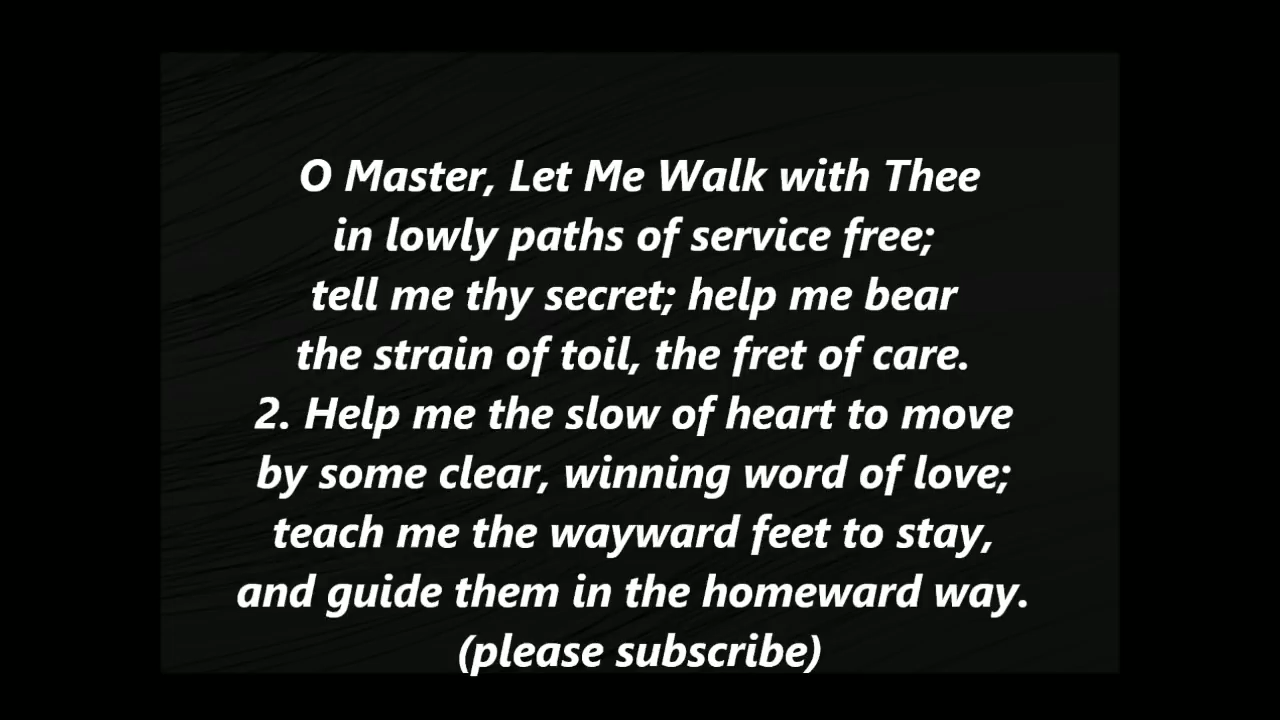 O Master, Let Me Walk with Thee
in lowly paths of service free;
tell me thy secret; help me bear
the strain of toil, the fret of care.
2. Help me the slow of heart to move
by some clear, winning word of love;
teach me the wayward feet to stay,
and guide them in the homeward way.
(please subscribe)